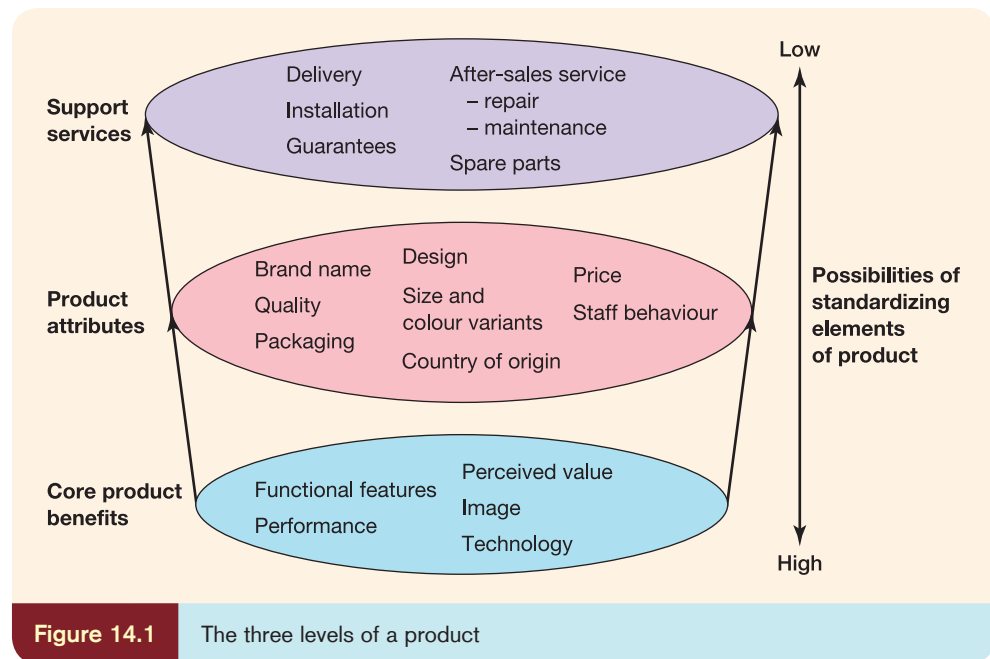 Support
services
Delivery
Installation
Guarantees
After-sales service
– repair
– maintenance
Spare parts
Product
attributes
Brand name
Quality
Packaging
Design
Size and
colour variants
Country of origin
Price
Staff behaviour
Core product
benefits
Functional features
Performance
Perceived value
Image
Technology
Low
Possibilities of
standardizing
elements
of product
High
Figure 14.1
The three levels of a product